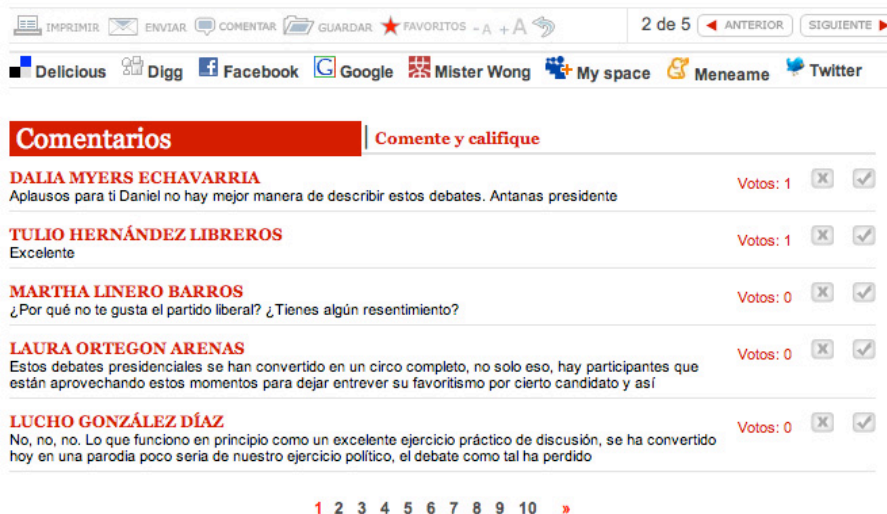 IMPRIMIR ENVIAR COMENTAR GUARDAR FAVORITOS - A + A 2 de 5 ANTERIOR SIGUIENTE
Delicious Digg Facebook Google Mister Wong My space Meneame Twitter
Comentarios Comente y califique
DALIA MYERS ECHAVARRIA
Aplausos para ti Daniel no hay mejor manera de describir estos debates. Antanas presidente
Votos: 1
TULIO HERNÁNDEZ LIBREROS
Excelente
Votos: 1
MARTHA LINERO BARROS
¿Por qué no te gusta el partido liberal? ¿Tienes algún resentimiento?
Votos: 0
LAURA ORTEGON ARENAS
Estos debates presidenciales se han convertido en un circo completo, no solo eso, hay participantes que
están aprovechando estos momentos para dejar entrever su favoritismo por cierto candidato y así
Votos: 0
LUCHO GONZÁLEZ DÍAZ
No, no, no. Lo que funciono en principio como un excelente ejercicio práctico de discusión, se ha convertido
hoy en una parodia poco seria de nuestro ejercicio político, el debate como tal ha perdido
Votos: 0
1 2 3 4 5 6 7 8 9 10 »